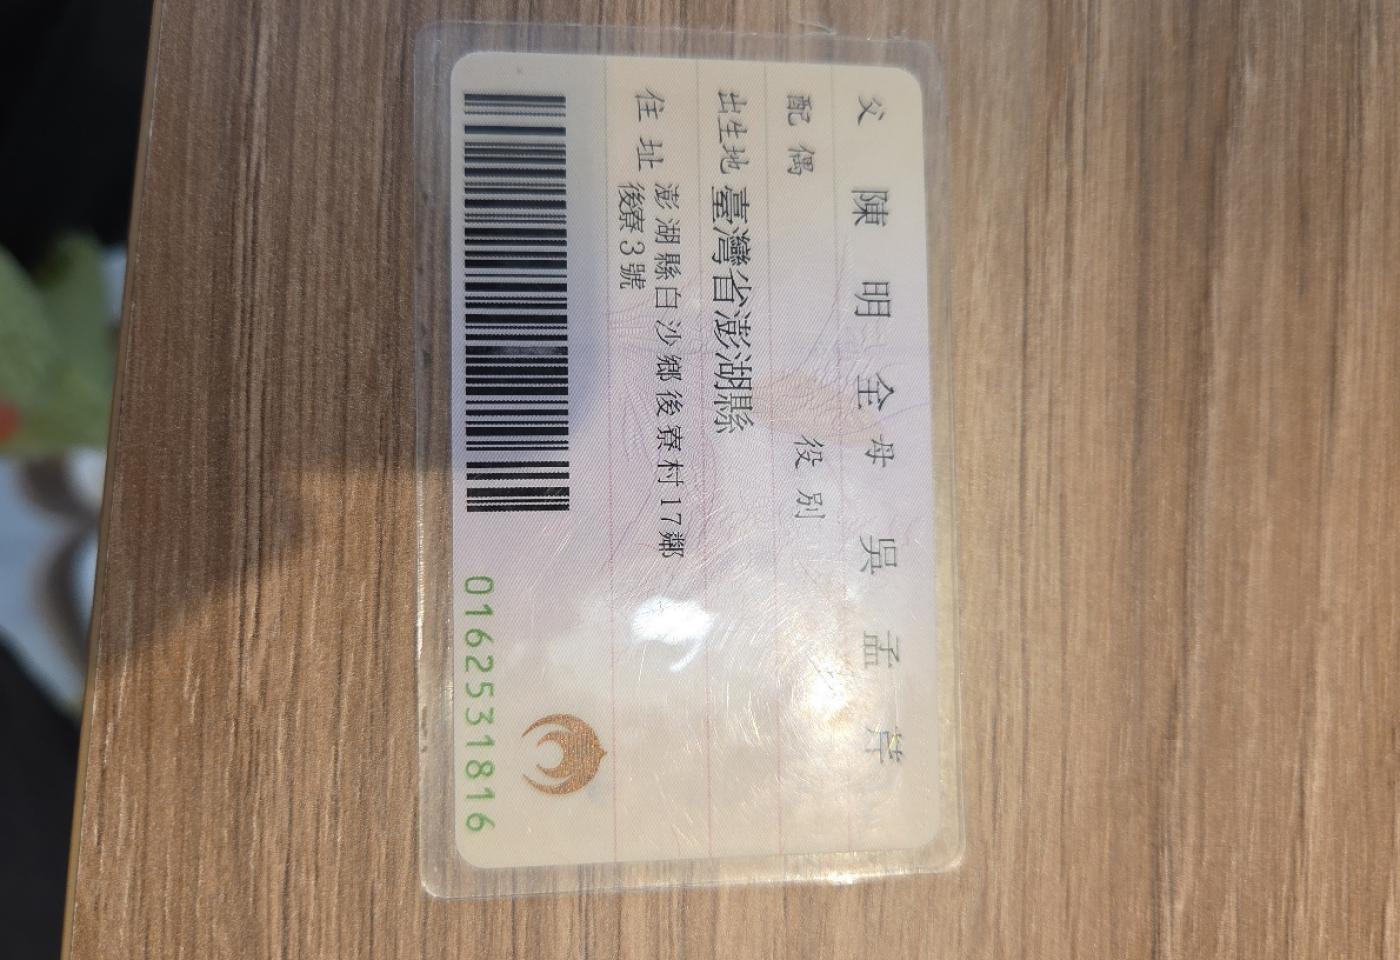 父 陳明全 母 吳孟芹
配偶 役別
出生地 臺灣省澎湖縣
住址 澎湖縣白沙鄉後寮村17鄰
後寮3號
0162531816